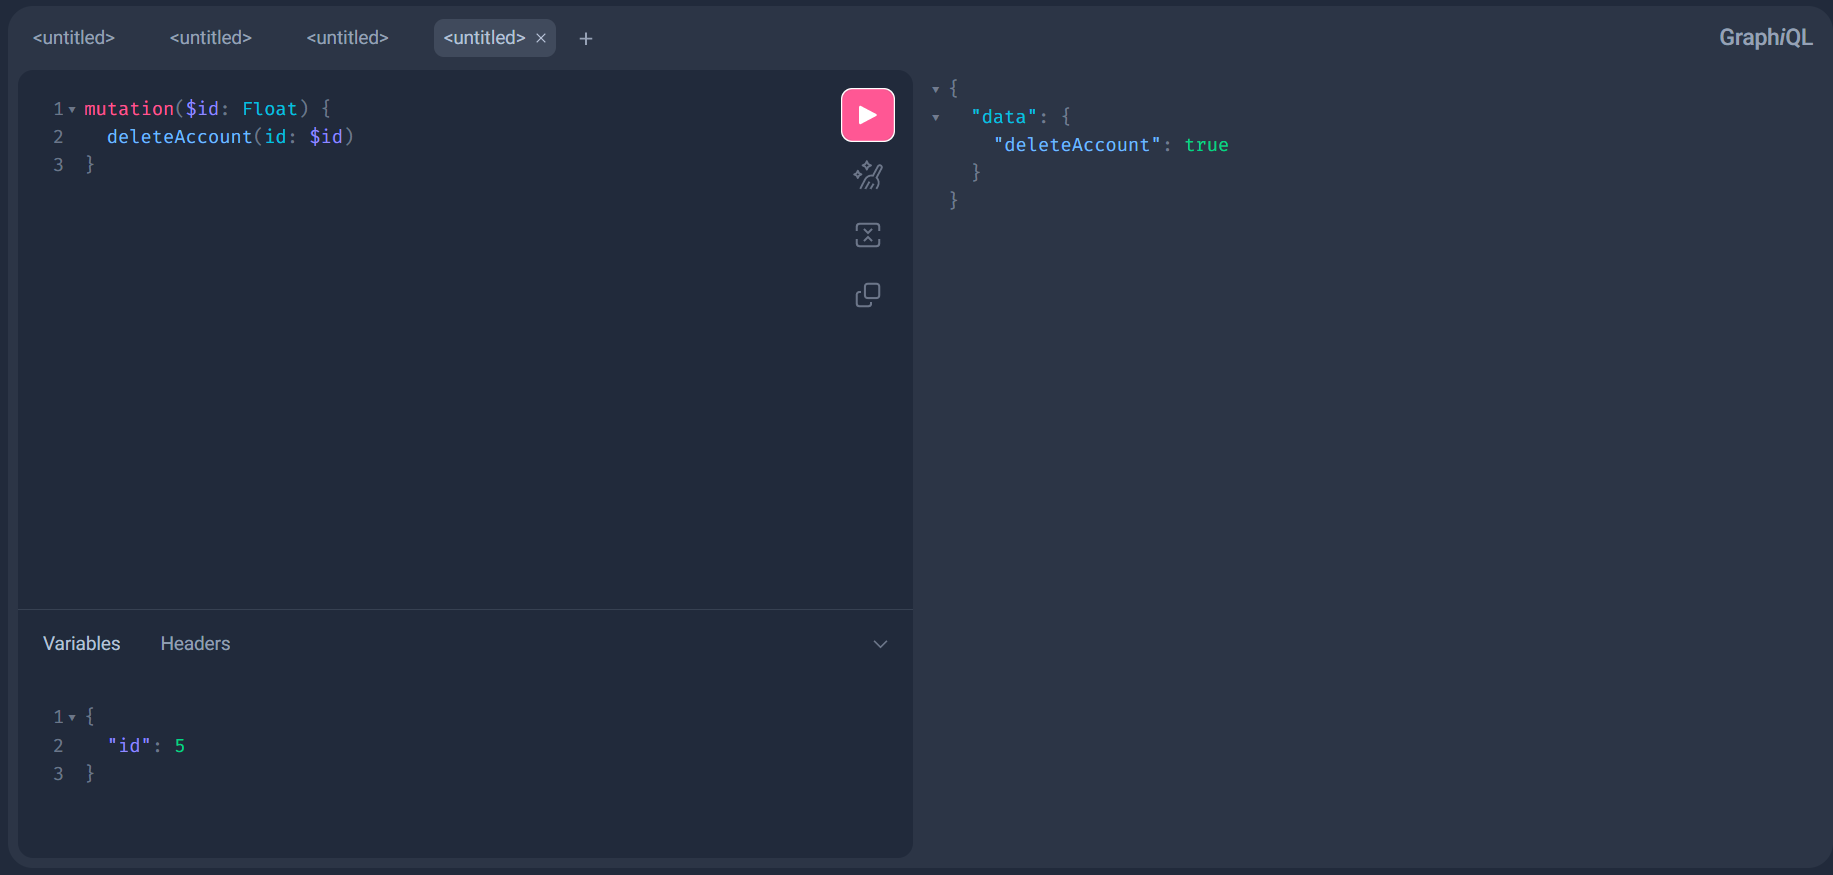 <untitled> <untitled> <untitled> <untitled> × +
GraphiQL
1 mutation($id: Float) {
2   deleteAccount(id: $id)
3 }
{
  "data": {
    "deleteAccount": true
  }
}
Variables Headers
1 {
2   "id": 5
3 }